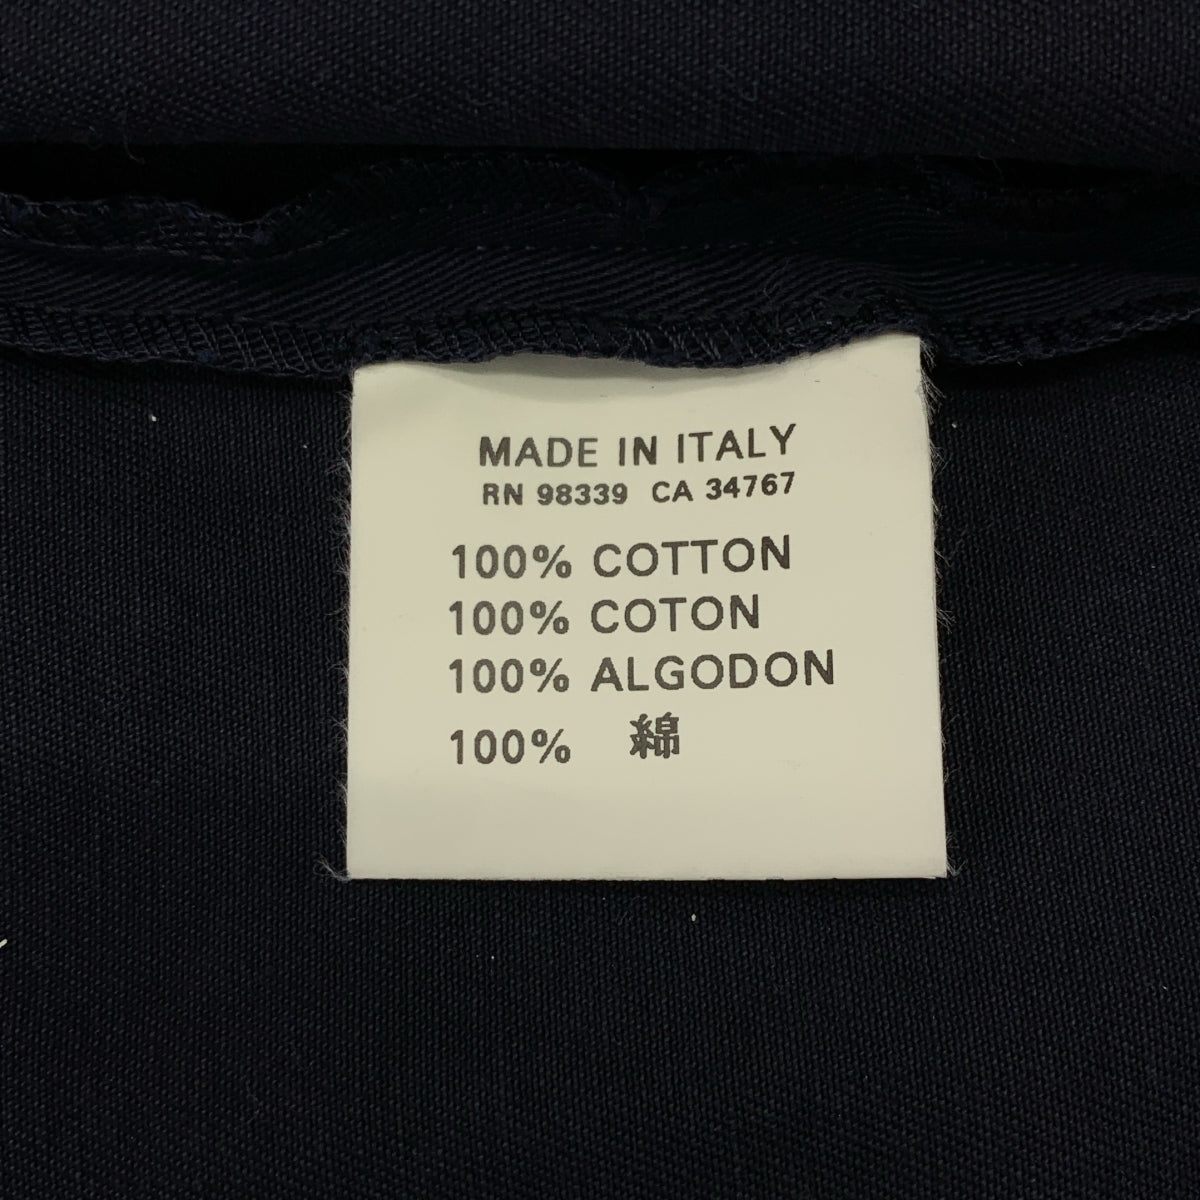 MADE IN ITALY
RN 98339 CA 34767
100% COTTON
100% COTON
100% ALGODON
100% 綿